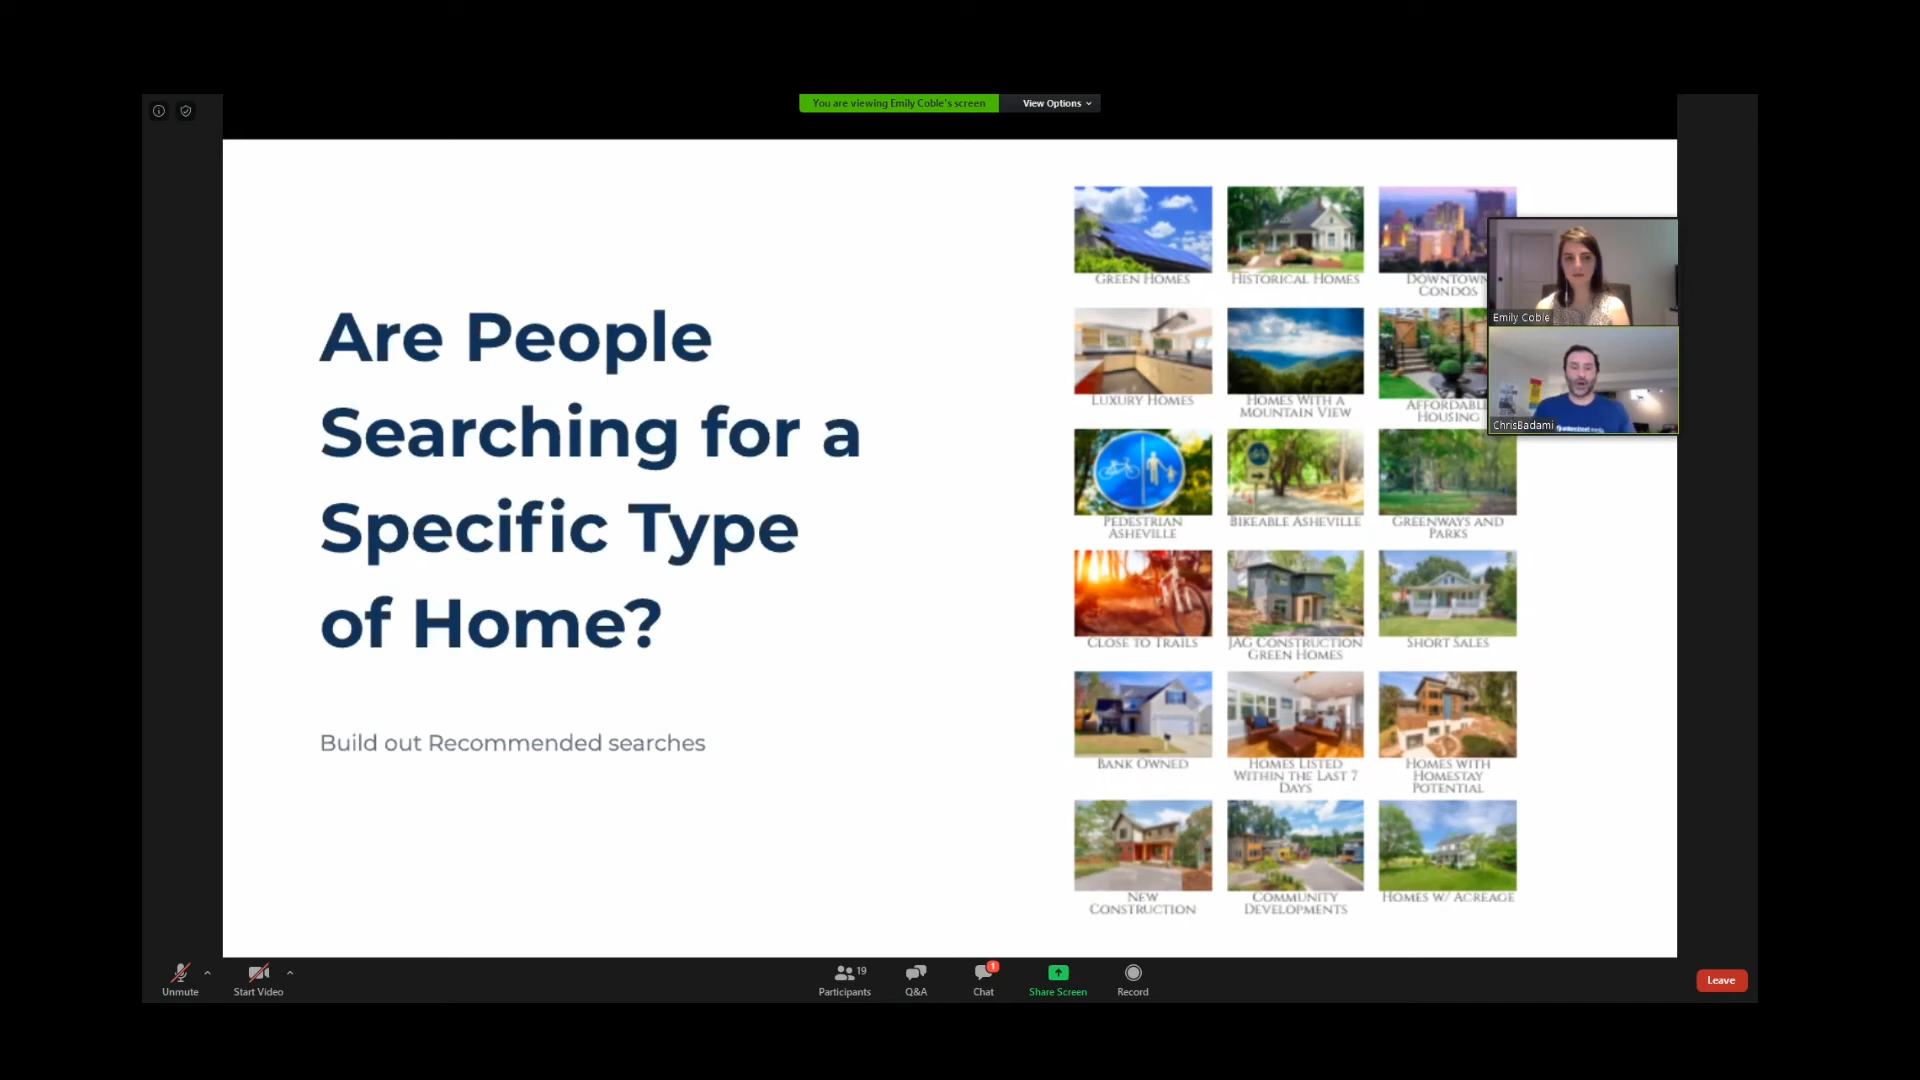 You are viewing Emily Coble's screen
View Options
Are People
Searching for a
Specific Type
of Home?
Build out Recommended searches
GREEN HOMES
HISTORICAL HOMES
DOWNTOWN
CONDOS
LUXURY HOMES
HOMES WITH A
MOUNTAIN VIEW
AFFORDABLE
HOUSING
PEDESTRIAN
ASHEVILLE
BIKEABLE ASHEVILLE
GREENWAYS AND
PARKS
CLOSE TO TRAILS
JAG CONSTRUCTION
GREEN HOMES
SHORT SALES
BANK OWNED
HOMES LISTED
WITHIN THE LAST 7
DAYS
HOMES WITH
HOMESTAY
POTENTIAL
NEW
CONSTRUCTION
COMMUNITY
DEVELOPMENTS
HOMES W/ ACREAGE
Emily Coble
ChrisBadami
Unmute
Start Video
19
Participants
Q&A
1
Chat
Share Screen
Record
Leave